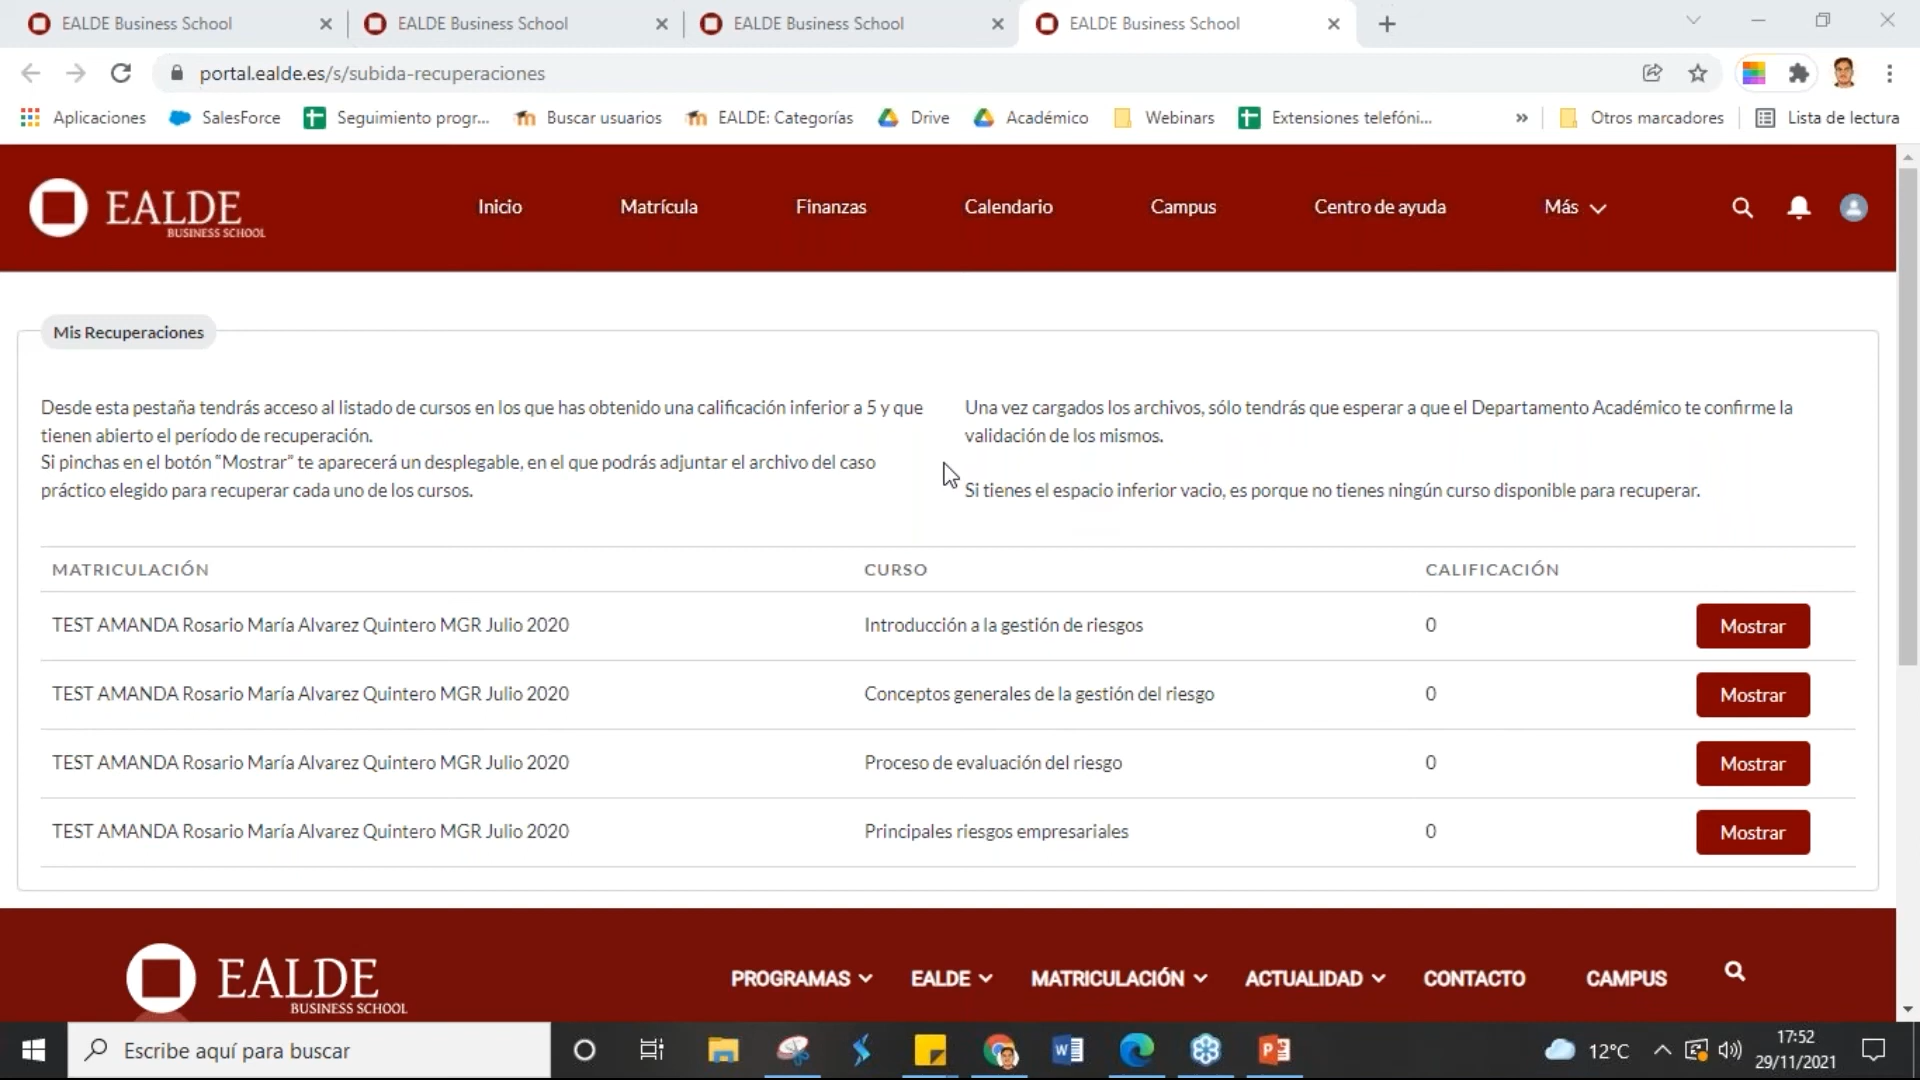 EALDE Business School
EALDE Business School
EALDE Business School
EALDE Business School
portal.ealde.es/s/subida-recuperaciones
Aplicaciones
SalesForce
Seguimiento progr...
Buscar usuarios
EALDE: Categorías
Drive
Académico
Webinars
Extensiones telefóni...
»
Otros marcadores
Lista de lectura
EALDE
BUSINESS SCHOOL
Inicio
Matrícula
Finanzas
Calendario
Campus
Centro de ayuda
Más
Mis Recuperaciones
Desde esta pestaña tendrás acceso al listado de cursos en los que has obtenido una calificación inferior a 5 y que
tienen abierto el período de recuperación.
Si pinchas en el botón "Mostrar" te aparecerá un desplegable, en el que podrás adjuntar el archivo del caso
práctico elegido para recuperar cada uno de los cursos.
Una vez cargados los archivos, sólo tendrás que esperar a que el Departamento Académico te confirme la
validación de los mismos.
Si tienes el espacio inferior vacio, es porque no tienes ningún curso disponible para recuperar.
MATRICULACIÓN CURSO CALIFICACIÓN
TEST AMANDA Rosario María Alvarez Quintero MGR Julio 2020 Introducción a la gestión de riesgos 0 Mostrar
TEST AMANDA Rosario María Alvarez Quintero MGR Julio 2020 Conceptos generales de la gestión del riesgo 0 Mostrar
TEST AMANDA Rosario María Alvarez Quintero MGR Julio 2020 Proceso de evaluación del riesgo 0 Mostrar
TEST AMANDA Rosario María Alvarez Quintero MGR Julio 2020 Principales riesgos empresariales 0 Mostrar
EALDE
BUSINESS SCHOOL
PROGRAMAS
EALDE
MATRICULACIÓN
ACTUALIDAD
CONTACTO
CAMPUS
Escribe aquí para buscar
12°C
17:52
29/11/2021